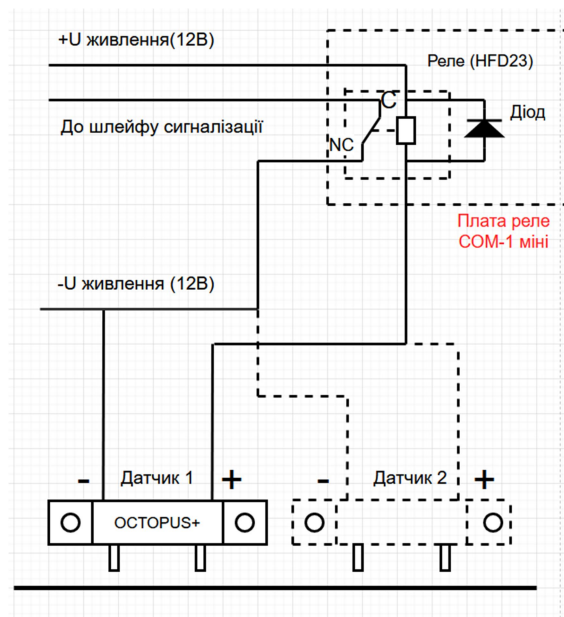 +U живлення(12В)
Реле (HFD23)
C
Діод
До шлейфу сигналізації
NC
Плата реле
СОМ-1 міні
-U живлення (12В)
- Датчик 1 +
- Датчик 2 +
OCTOPUS+